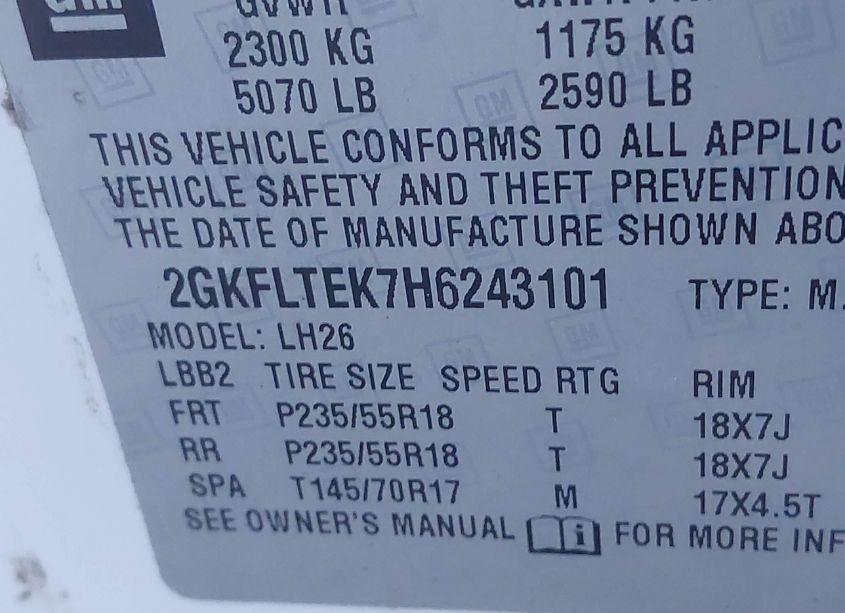 GM
GVWR
2300 KG 1175 KG
5070 LB 2590 LB
THIS VEHICLE CONFORMS TO ALL APPLIC
VEHICLE SAFETY AND THEFT PREVENTION
THE DATE OF MANUFACTURE SHOWN ABO
2GKFLTEK7H6243101 TYPE: M.
MODEL: LH26
LBB2 TIRE SIZE SPEED RTG RIM
FRT P235/55R18 T 18X7J
RR P235/55R18 T 18X7J
SPA T145/70R17 M 17X4.5T
SEE OWNER'S MANUAL i FOR MORE INF